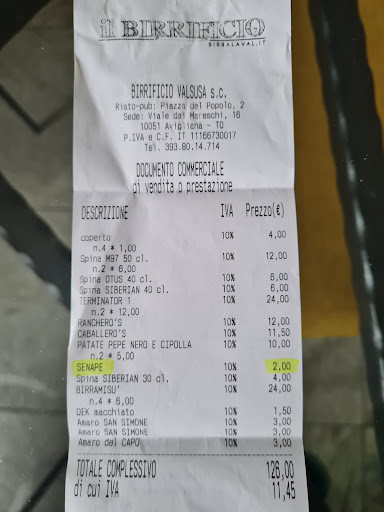 il BIRRIFICIO
BIRBALAVAL.IT
BIRRIFICIO VALSUSA s.c.
Risto-pub: Piazza del Popolo, 2
Sede: Viale dei Mareschi, 16
10051 Avigliana - TO
P.IVA e C.F. IT 11166730017
Tel. 393.80.14.714
DOCUMENTO COMMERCIALE
di vendita o prestazione
DESCRIZIONE IVA Prezzo(€)
coperto 10% 4,00
n.4 * 1,00
Spina M97 50 cl. 10% 12,00
n.2 * 6,00
Spina OTUS 40 cl. 10% 6,00
Spina SIBERIAN 40 cl. 10% 6,00
TERMINATOR 1 10% 24,00
n.2 * 12,00
RANCHERO'S 10% 12,00
CABALLERO'S 10% 11,50
PATATE PEPE NERO E CIPOLLA 10% 10,00
n.2 * 5,00
SENAPE 10% 2,00
Spina SIBERIAN 30 cl. 10% 4,00
BIRRAMISU' 10% 24,00
n.4 * 6,00
DEK macchiato 10% 1,50
Amaro SAN SIMONE 10% 3,00
Amaro SAN SIMONE 10% 3,00
Amaro del CAPO 10% 3,00
TOTALE COMPLESSIVO 126,00
di cui IVA 11,45